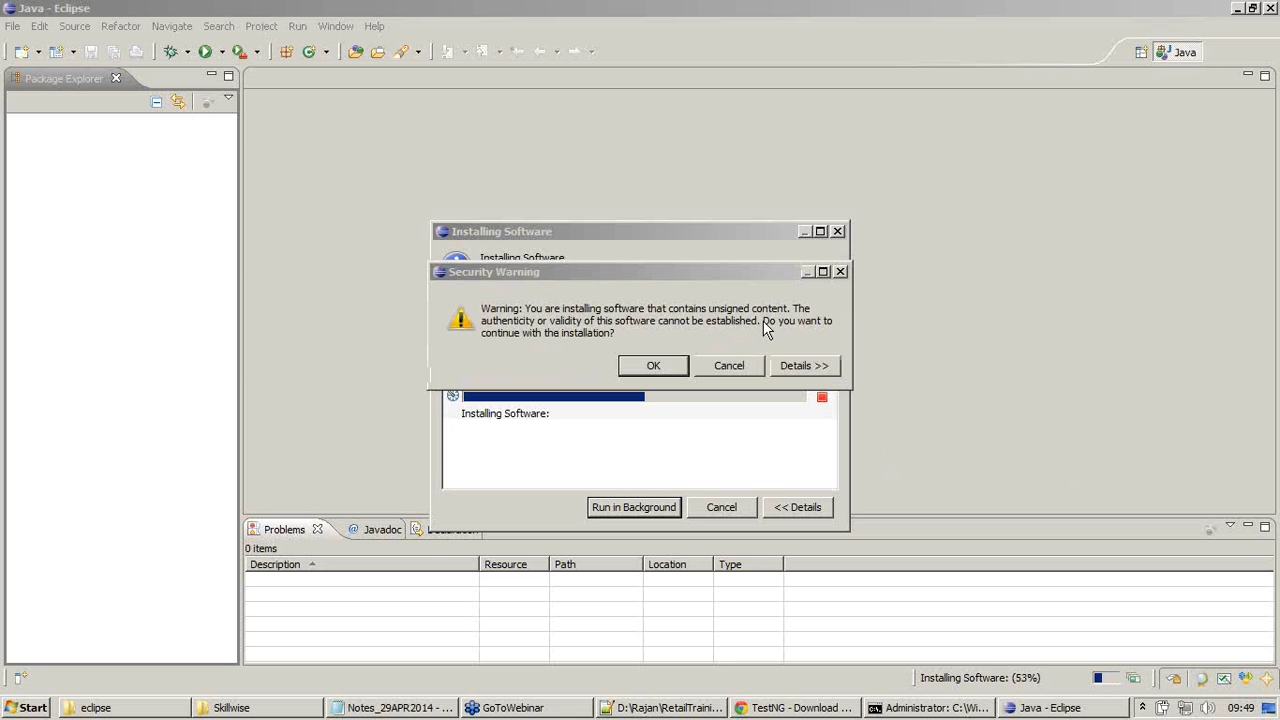 Java - Eclipse
File Edit Source Refactor Navigate Search Project Run Window Help
Java
Package Explorer
Installing Software
Installing Software
Security Warning
Warning: You are installing software that contains unsigned content. The
authenticity or validity of this software cannot be established. Do you want to
continue with the installation?
OK Cancel Details >>
Installing Software:
Run in Background Cancel << Details
Problems @ Javadoc
0 items
Description Resource Path Location Type
Installing Software: (53%)
Start eclipse Skillwise Notes_29APR2014 - ... GoToWebinar D:\Rajan\RetailTraini... TestNG - Download ... Administrator: C:\Wi... Java - Eclipse 09:49